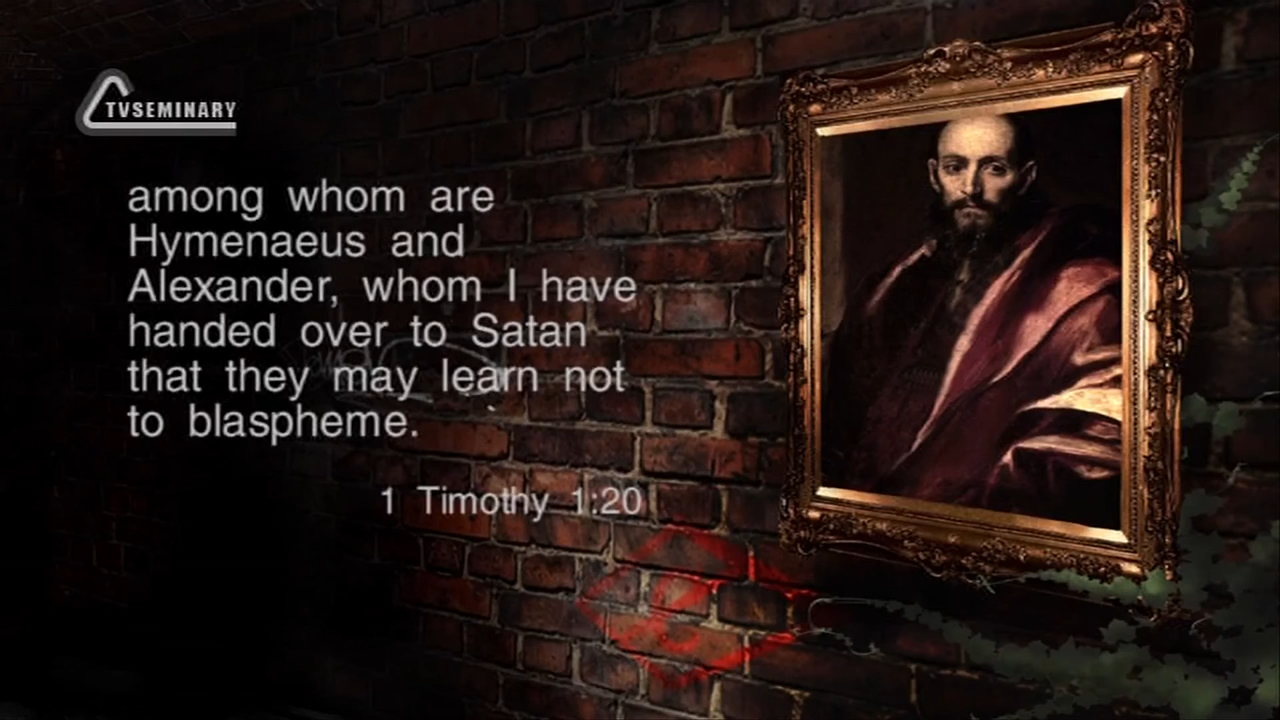 TVSEMINARY
among whom are
Hymenaeus and
Alexander, whom I have
handed over to Satan
that they may learn not
to blaspheme.
1 Timothy 1:20